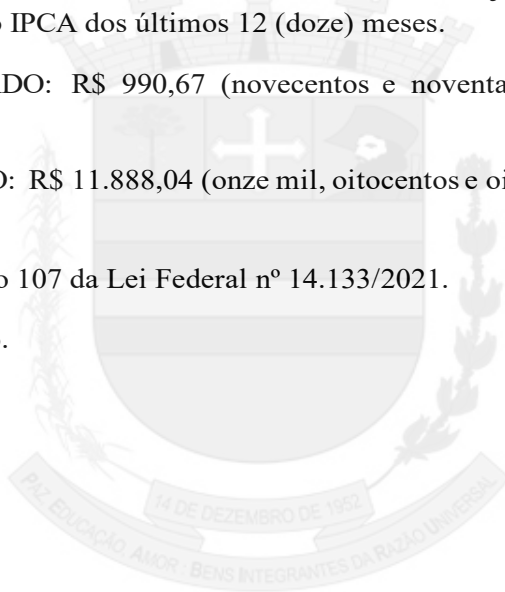 o IPCA dos últimos 12 (doze) meses.
ADO: R$ 990,67 (novecentos e noventa
O: R$ 11.888,04 (onze mil, oitocentos e oi
o 107 da Lei Federal nº 14.133/2021.
14 DE DEZEMBRO DE 1952
PAZ, EDUCAÇÃO, AMOR : BENS INTEGRANTES DA RAZÃO UNIVERSAL